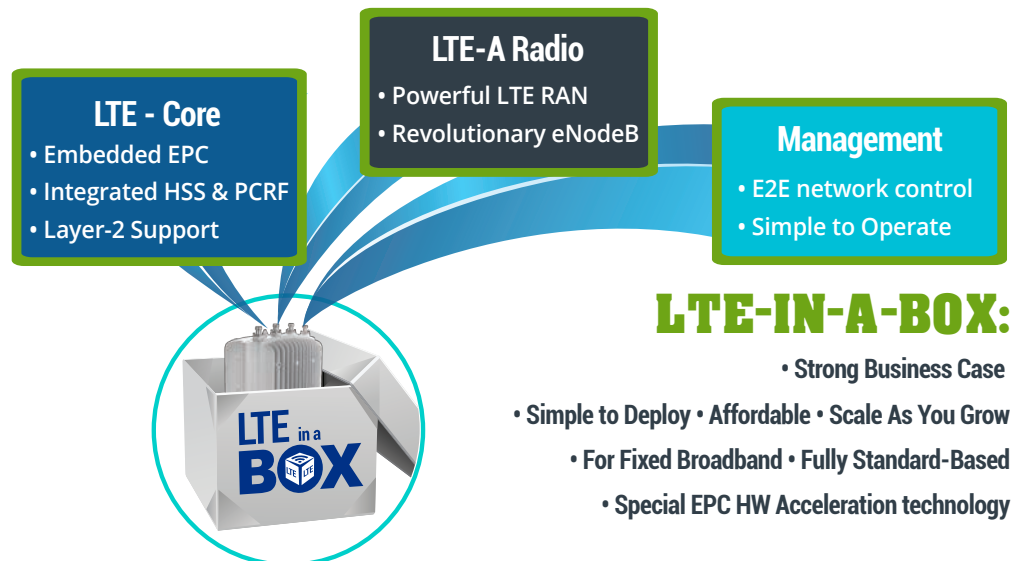 LTE - Core
• Embedded EPC
• Integrated HSS & PCRF
• Layer-2 Support
LTE-A Radio
• Powerful LTE RAN
• Revolutionary eNodeB
Management
• E2E network control
• Simple to Operate
LTE in a
BOX
LTE LTE
LTE-IN-A-BOX:
• Strong Business Case
• Simple to Deploy • Affordable • Scale As You Grow
• For Fixed Broadband • Fully Standard-Based
• Special EPC HW Acceleration technology